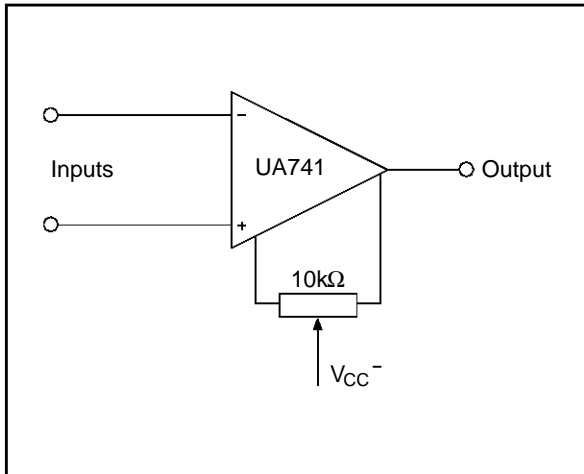 -
Inputs
UA741
Output
+
10kΩ
VCC-